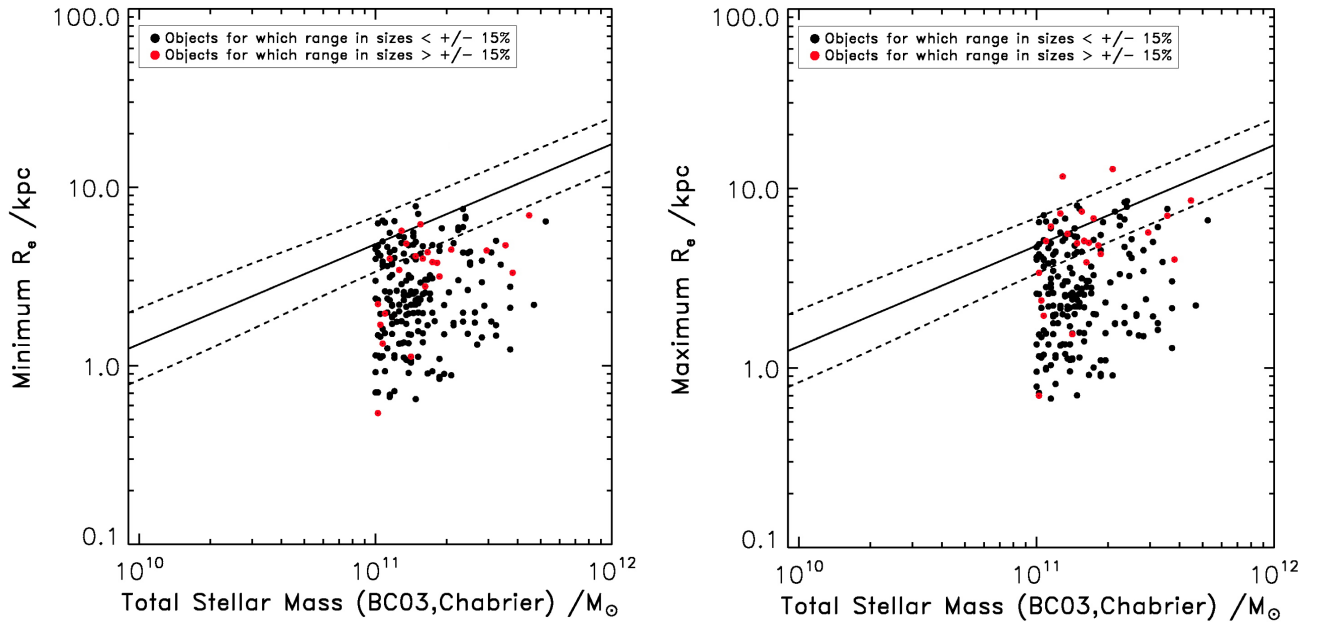 100.0
10.0
1.0
0.1
Minimum Rₑ /kpc
Objects for which range in sizes < +/- 15%
Objects for which range in sizes > +/- 15%
10¹⁰ 10¹¹ 10¹²
Total Stellar Mass (BC03,Chabrier) /M☉
100.0
10.0
1.0
0.1
Maximum Rₑ /kpc
Objects for which range in sizes < +/- 15%
Objects for which range in sizes > +/- 15%
10¹⁰ 10¹¹ 10¹²
Total Stellar Mass (BC03,Chabrier) /M☉